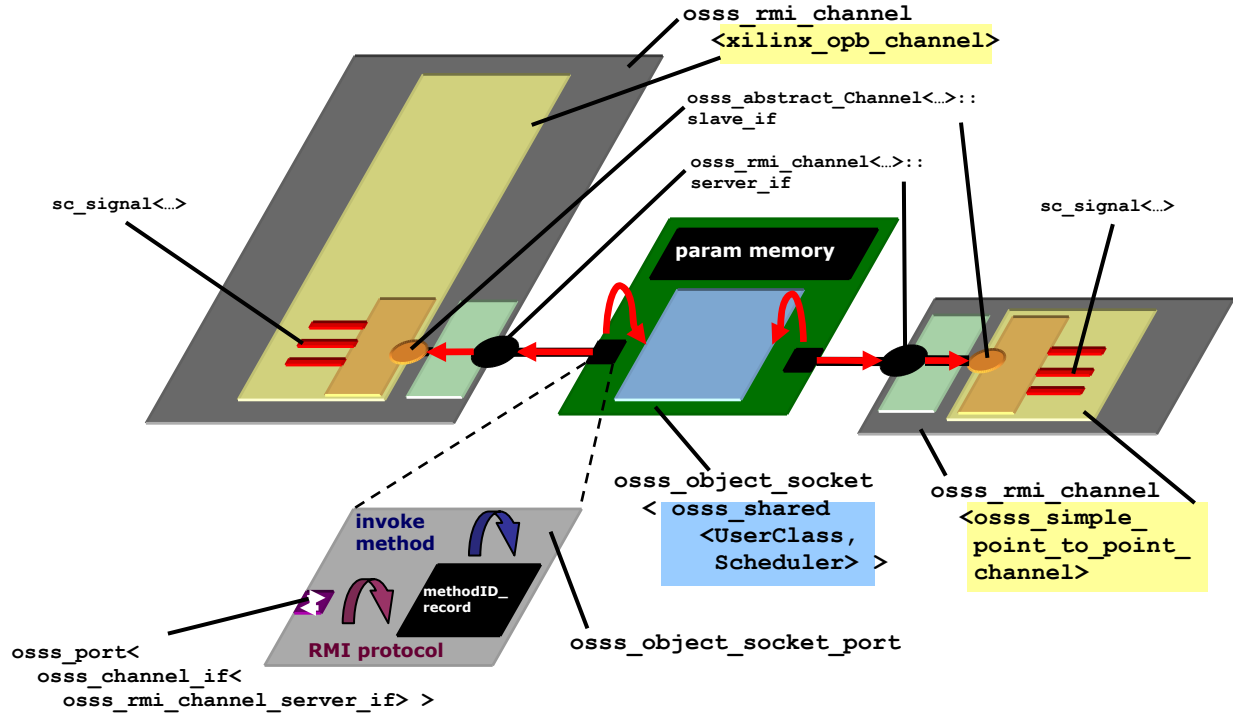 osss_rmi_channel
<xilinx_opb_channel>
osss_abstract_Channel<…>::
slave_if
osss_rmi_channel<…>::
server_if
sc_signal<…>
sc_signal<…>
param memory
osss_object_socket
< osss_shared
<UserClass,
Scheduler> >
osss_rmi_channel
<osss_simple_
point_to_point_
channel>
invoke
method
methodID_
record
RMI protocol
osss_object_socket_port
osss_port<
osss_channel_if<
osss_rmi_channel_server_if> >